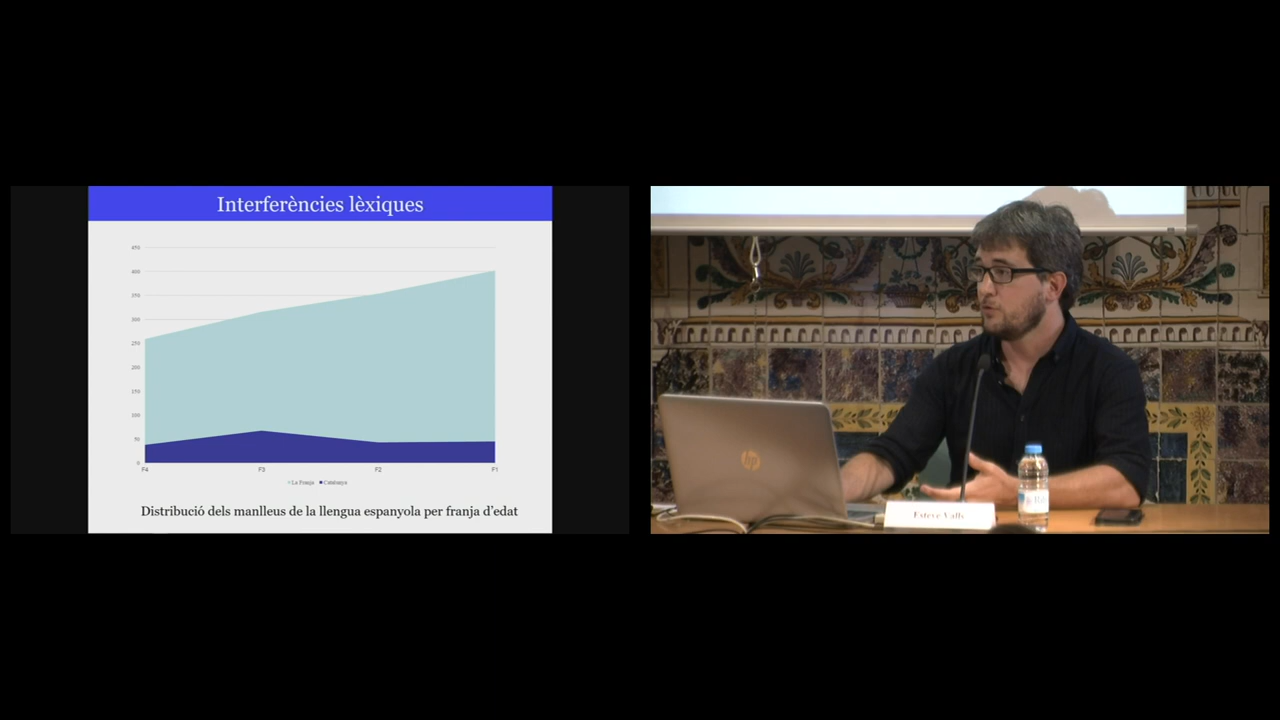 Interferències lèxiques
450
400
350
300
250
200
150
100
50
0
F4 F3 F2 F1
La Franja Catalunya
Distribució dels manlleus de la llengua espanyola per franja d'edat
hp
Esteve Valls